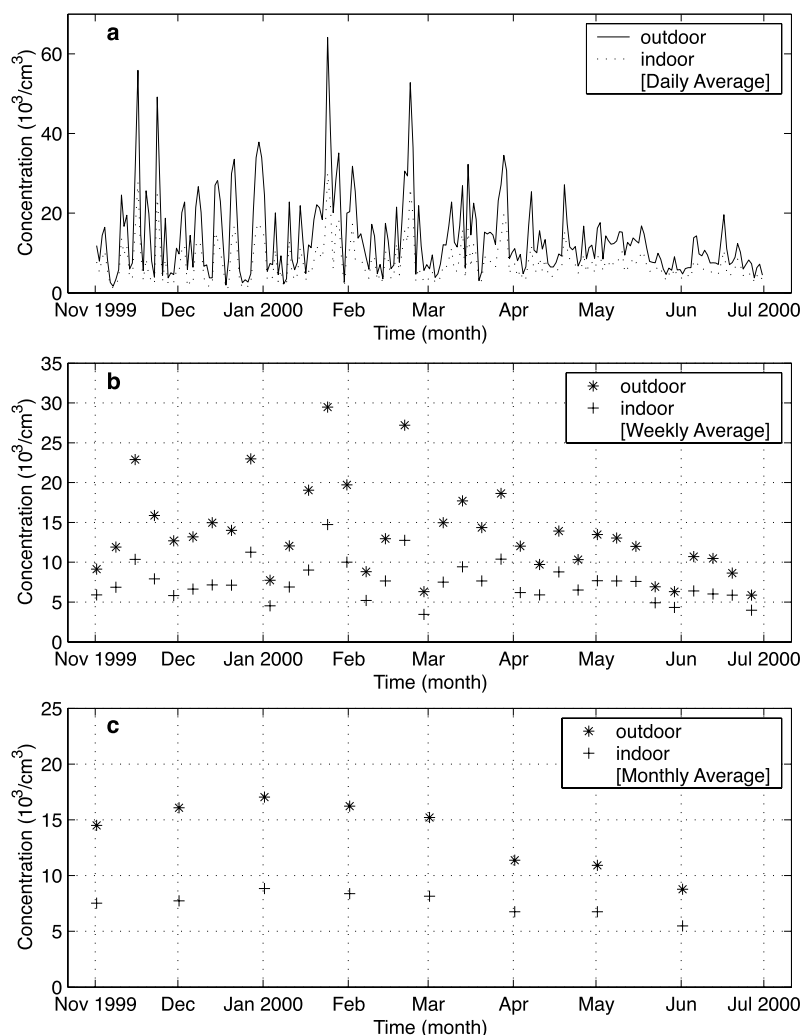 a
outdoor
indoor
[Daily Average]
Concentration (10³/cm³)
60
40
20
0
Nov 1999 Dec Jan 2000 Feb Mar Apr May Jun Jul 2000
Time (month)
b
outdoor
indoor
[Weekly Average]
Concentration (10³/cm³)
35
30
25
20
15
10
5
0
Nov 1999 Dec Jan 2000 Feb Mar Apr May Jun Jul 2000
Time (month)
c
outdoor
indoor
[Monthly Average]
Concentration (10³/cm³)
25
20
15
10
5
0
Nov 1999 Dec Jan 2000 Feb Mar Apr May Jun Jul 2000
Time (month)